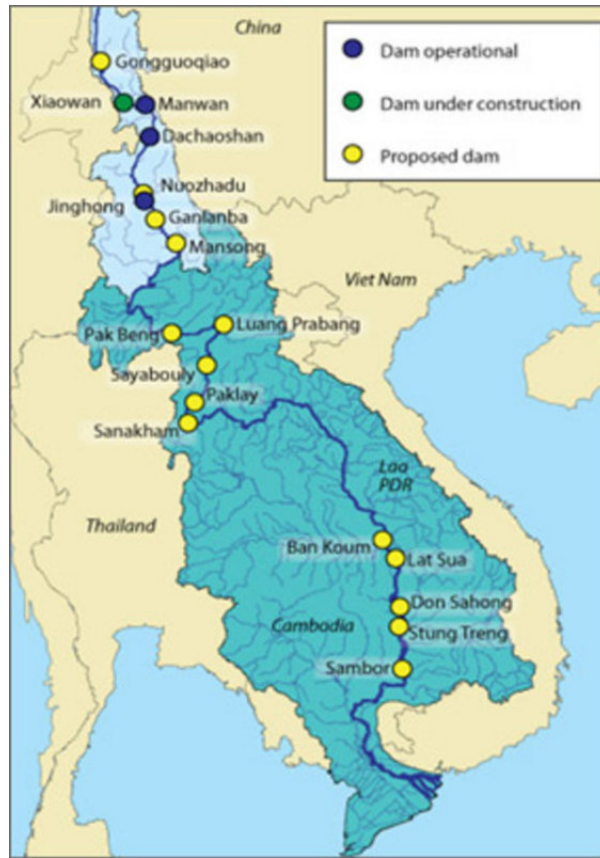 China
Gongguoqiao
Dam operational
Xiaowan
Manwan
Dam under construction
Dachaoshan
Proposed dam
Nuozhadu
Jinghong
Ganlanba
Mansong
Viet Nam
Pak Beng
Luang Prabang
Sayabouly
Paklay
Sanakham
Lao
PDR
Thailand
Ban Koum
Lat Sua
Don Sahong
Cambodia
Stung Treng
Sambor